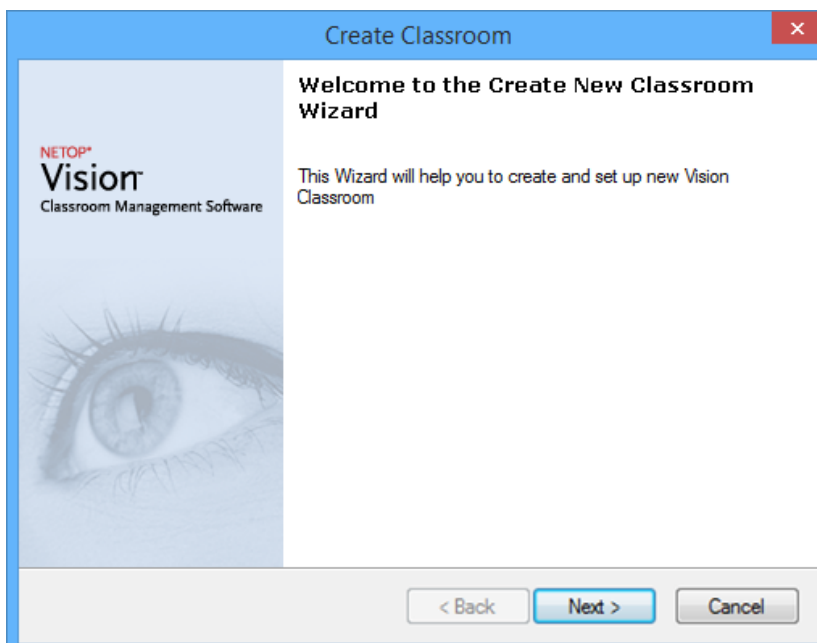 Create Classroom
Welcome to the Create New Classroom
Wizard
NETOP®
Vision™
Classroom Management Software
This Wizard will help you to create and set up new Vision
Classroom
< Back
Next >
Cancel